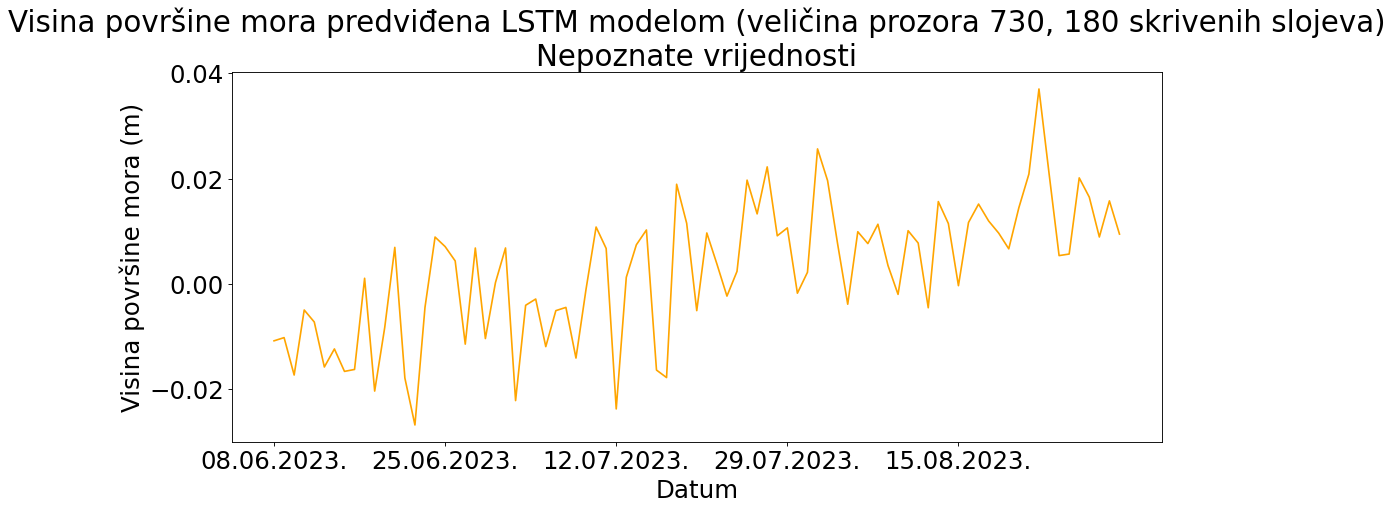 Visina površine mora predviđena LSTM modelom (veličina prozora 730, 180 skrivenih slojeva)
Nepoznate vrijednosti
Visina površine mora (m)
0.04
0.02
0.00
−0.02
08.06.2023. 25.06.2023. 12.07.2023. 29.07.2023. 15.08.2023.
Datum